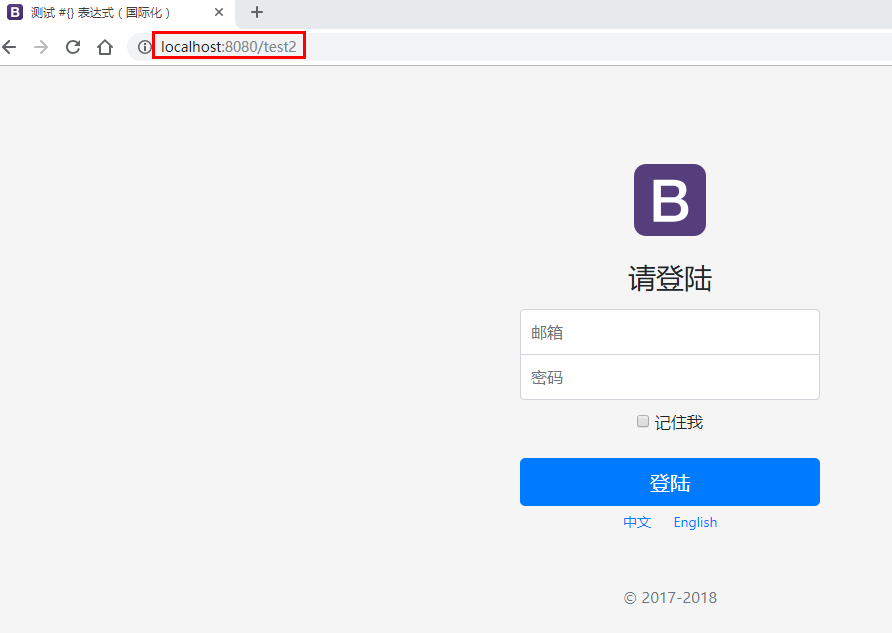 B 测试 #{} 表达式 ( 国际化 )
localhost:8080/test2
B
请登陆
邮箱
密码
记住我
登陆
中文 English
© 2017-2018